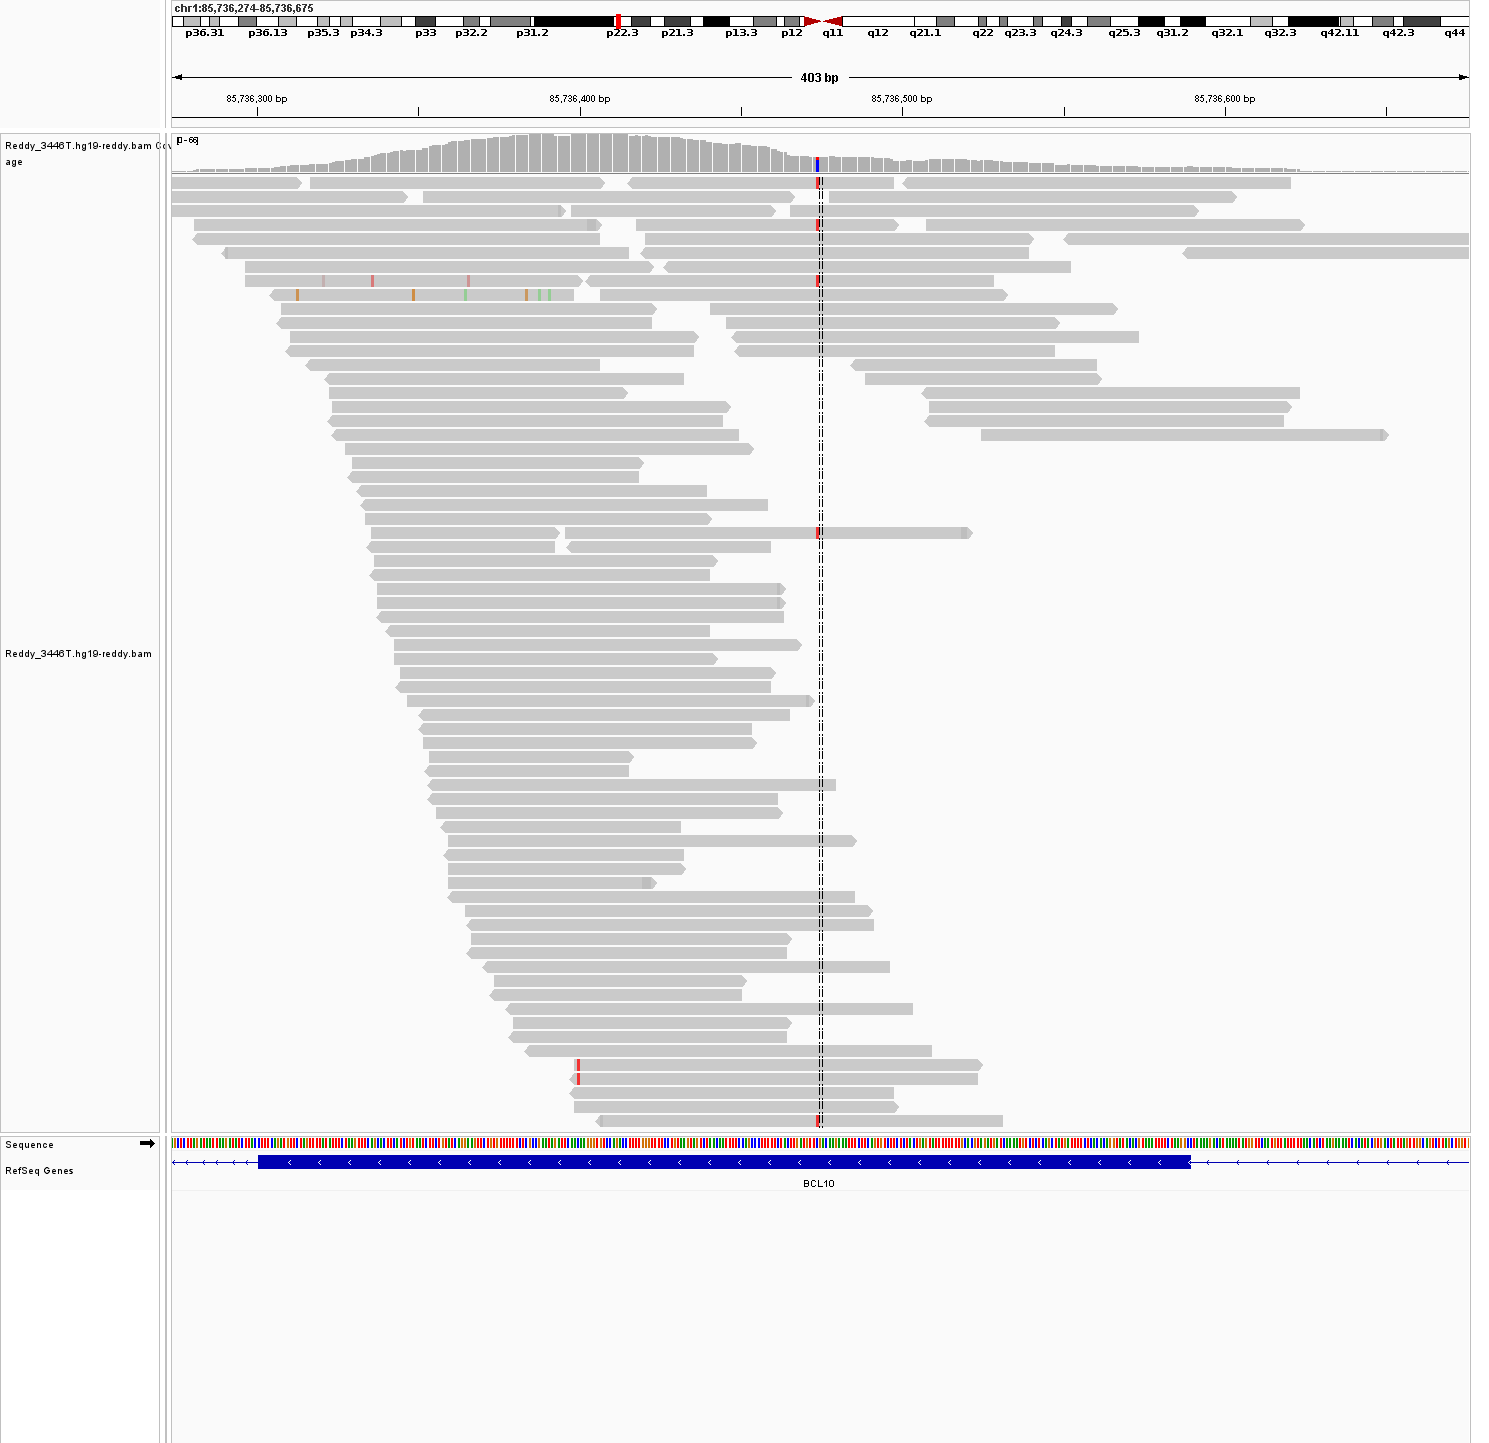 chr1:85,736,274-85,736,675
p36.31 p36.13 p35.3 p34.3 p33 p32.2 p31.2 p22.3 p21.3 p13.3 p12 q11 q12 q21.1 q22 q23.3 q24.3 q25.3 q31.2 q32.1 q32.3 q42.11 q42.3 q44
403 bp
85,736,300 bp 85,736,400 bp 85,736,500 bp 85,736,600 bp
Reddy_3446T.hg19-reddy.bam Cov
age
[0-66]
Reddy_3446T.hg19-reddy.bam
Sequence
RefSeq Genes
BCL10